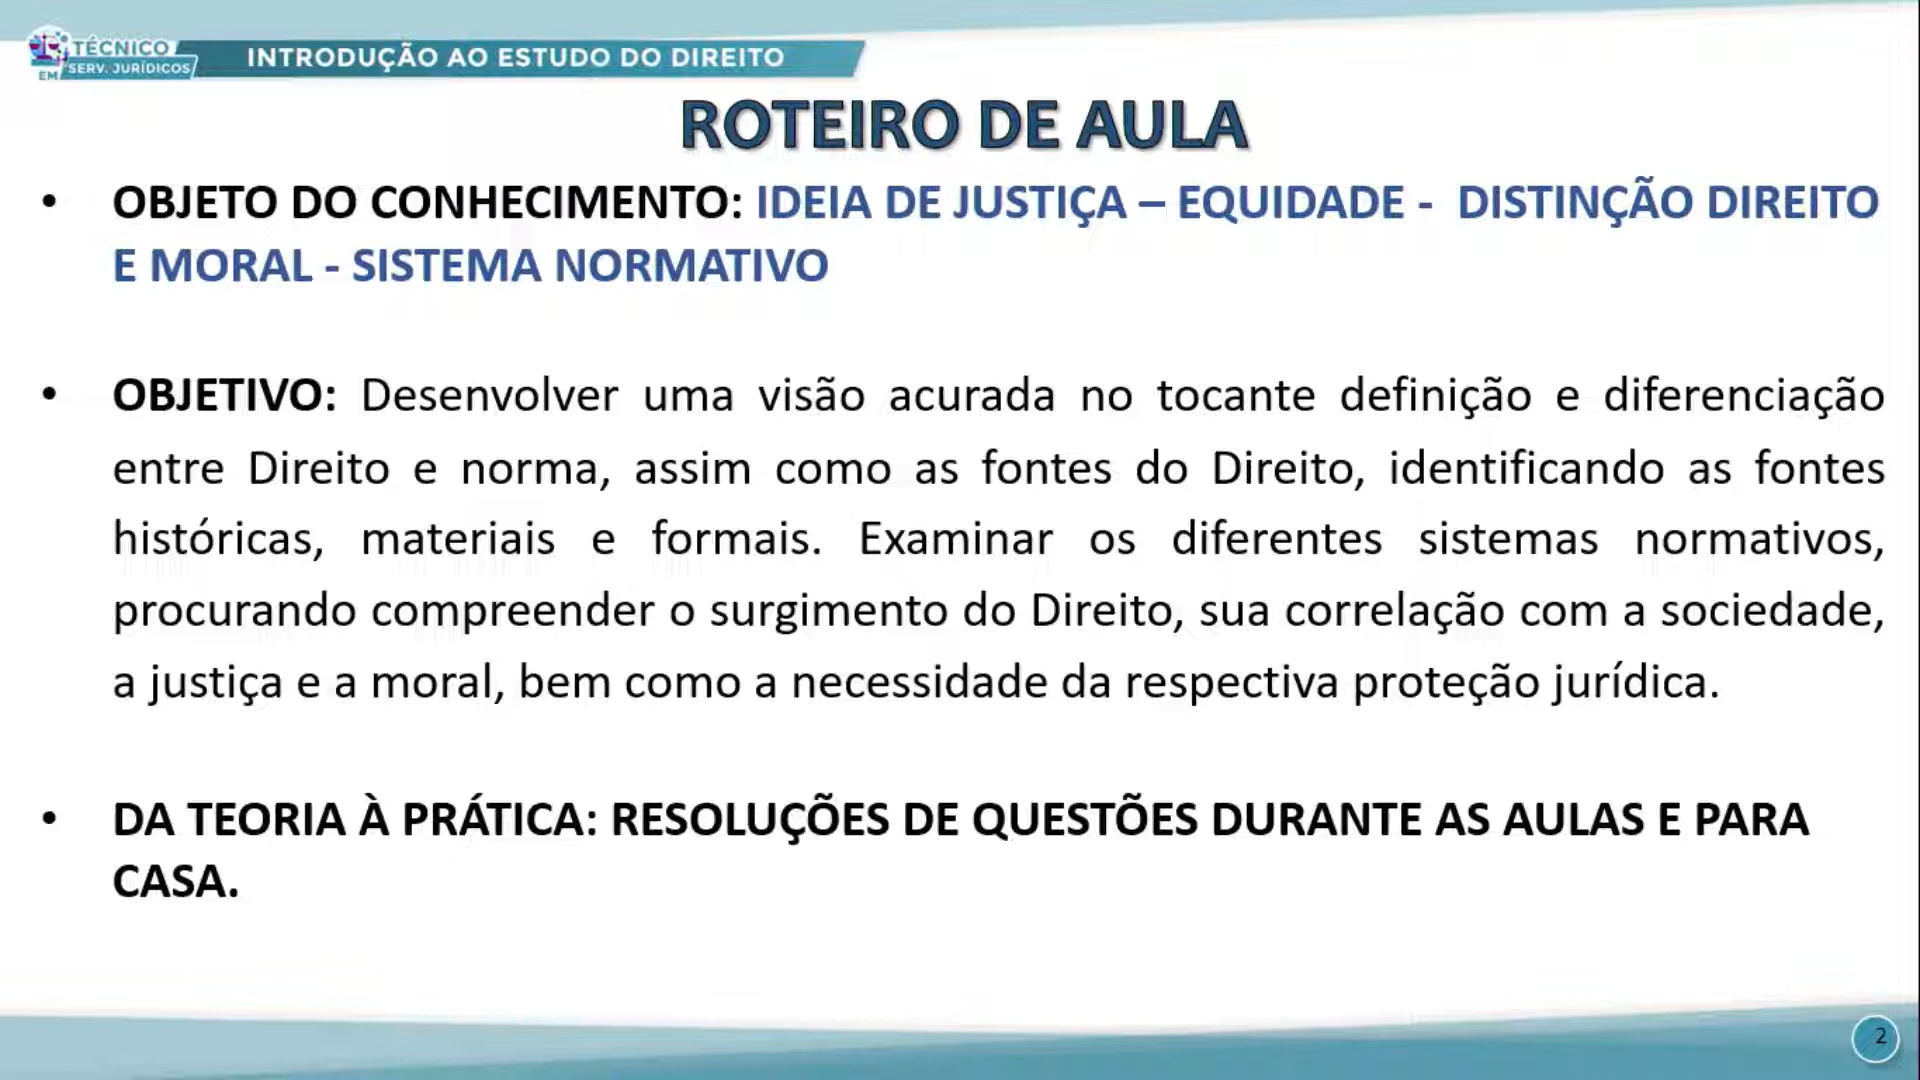 TÉCNICO
EM SERV. JURÍDICOS
INTRODUÇÃO AO ESTUDO DO DIREITO
ROTEIRO DE AULA
• OBJETO DO CONHECIMENTO: IDEIA DE JUSTIÇA – EQUIDADE - DISTINÇÃO DIREITO
E MORAL - SISTEMA NORMATIVO
• OBJETIVO: Desenvolver uma visão acurada no tocante definição e diferenciação
entre Direito e norma, assim como as fontes do Direito, identificando as fontes
históricas, materiais e formais. Examinar os diferentes sistemas normativos,
procurando compreender o surgimento do Direito, sua correlação com a sociedade,
a justiça e a moral, bem como a necessidade da respectiva proteção jurídica.
• DA TEORIA À PRÁTICA: RESOLUÇÕES DE QUESTÕES DURANTE AS AULAS E PARA
CASA.
2